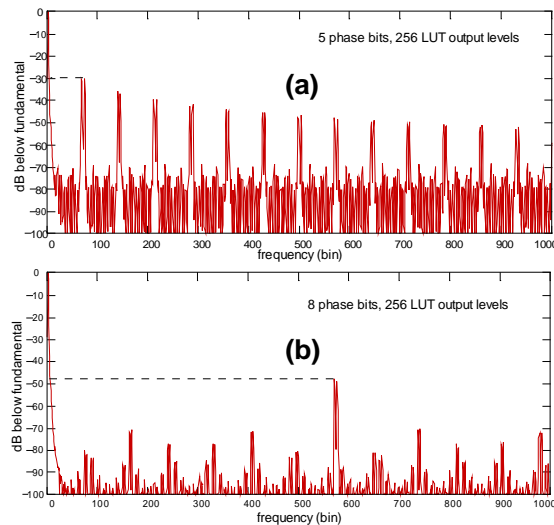 0
−10
−20
−30
−40
−50
−60
−70
−80
−90
−100
dB below fundamental
5 phase bits, 256 LUT output levels
(a)
0 100 200 300 400 500 600 700 800 900 1000
frequency (bin)
0
−10
−20
−30
−40
−50
−60
−70
−80
−90
−100
dB below fundamental
8 phase bits, 256 LUT output levels
(b)
0 100 200 300 400 500 600 700 800 900 1000
frequency (bin)